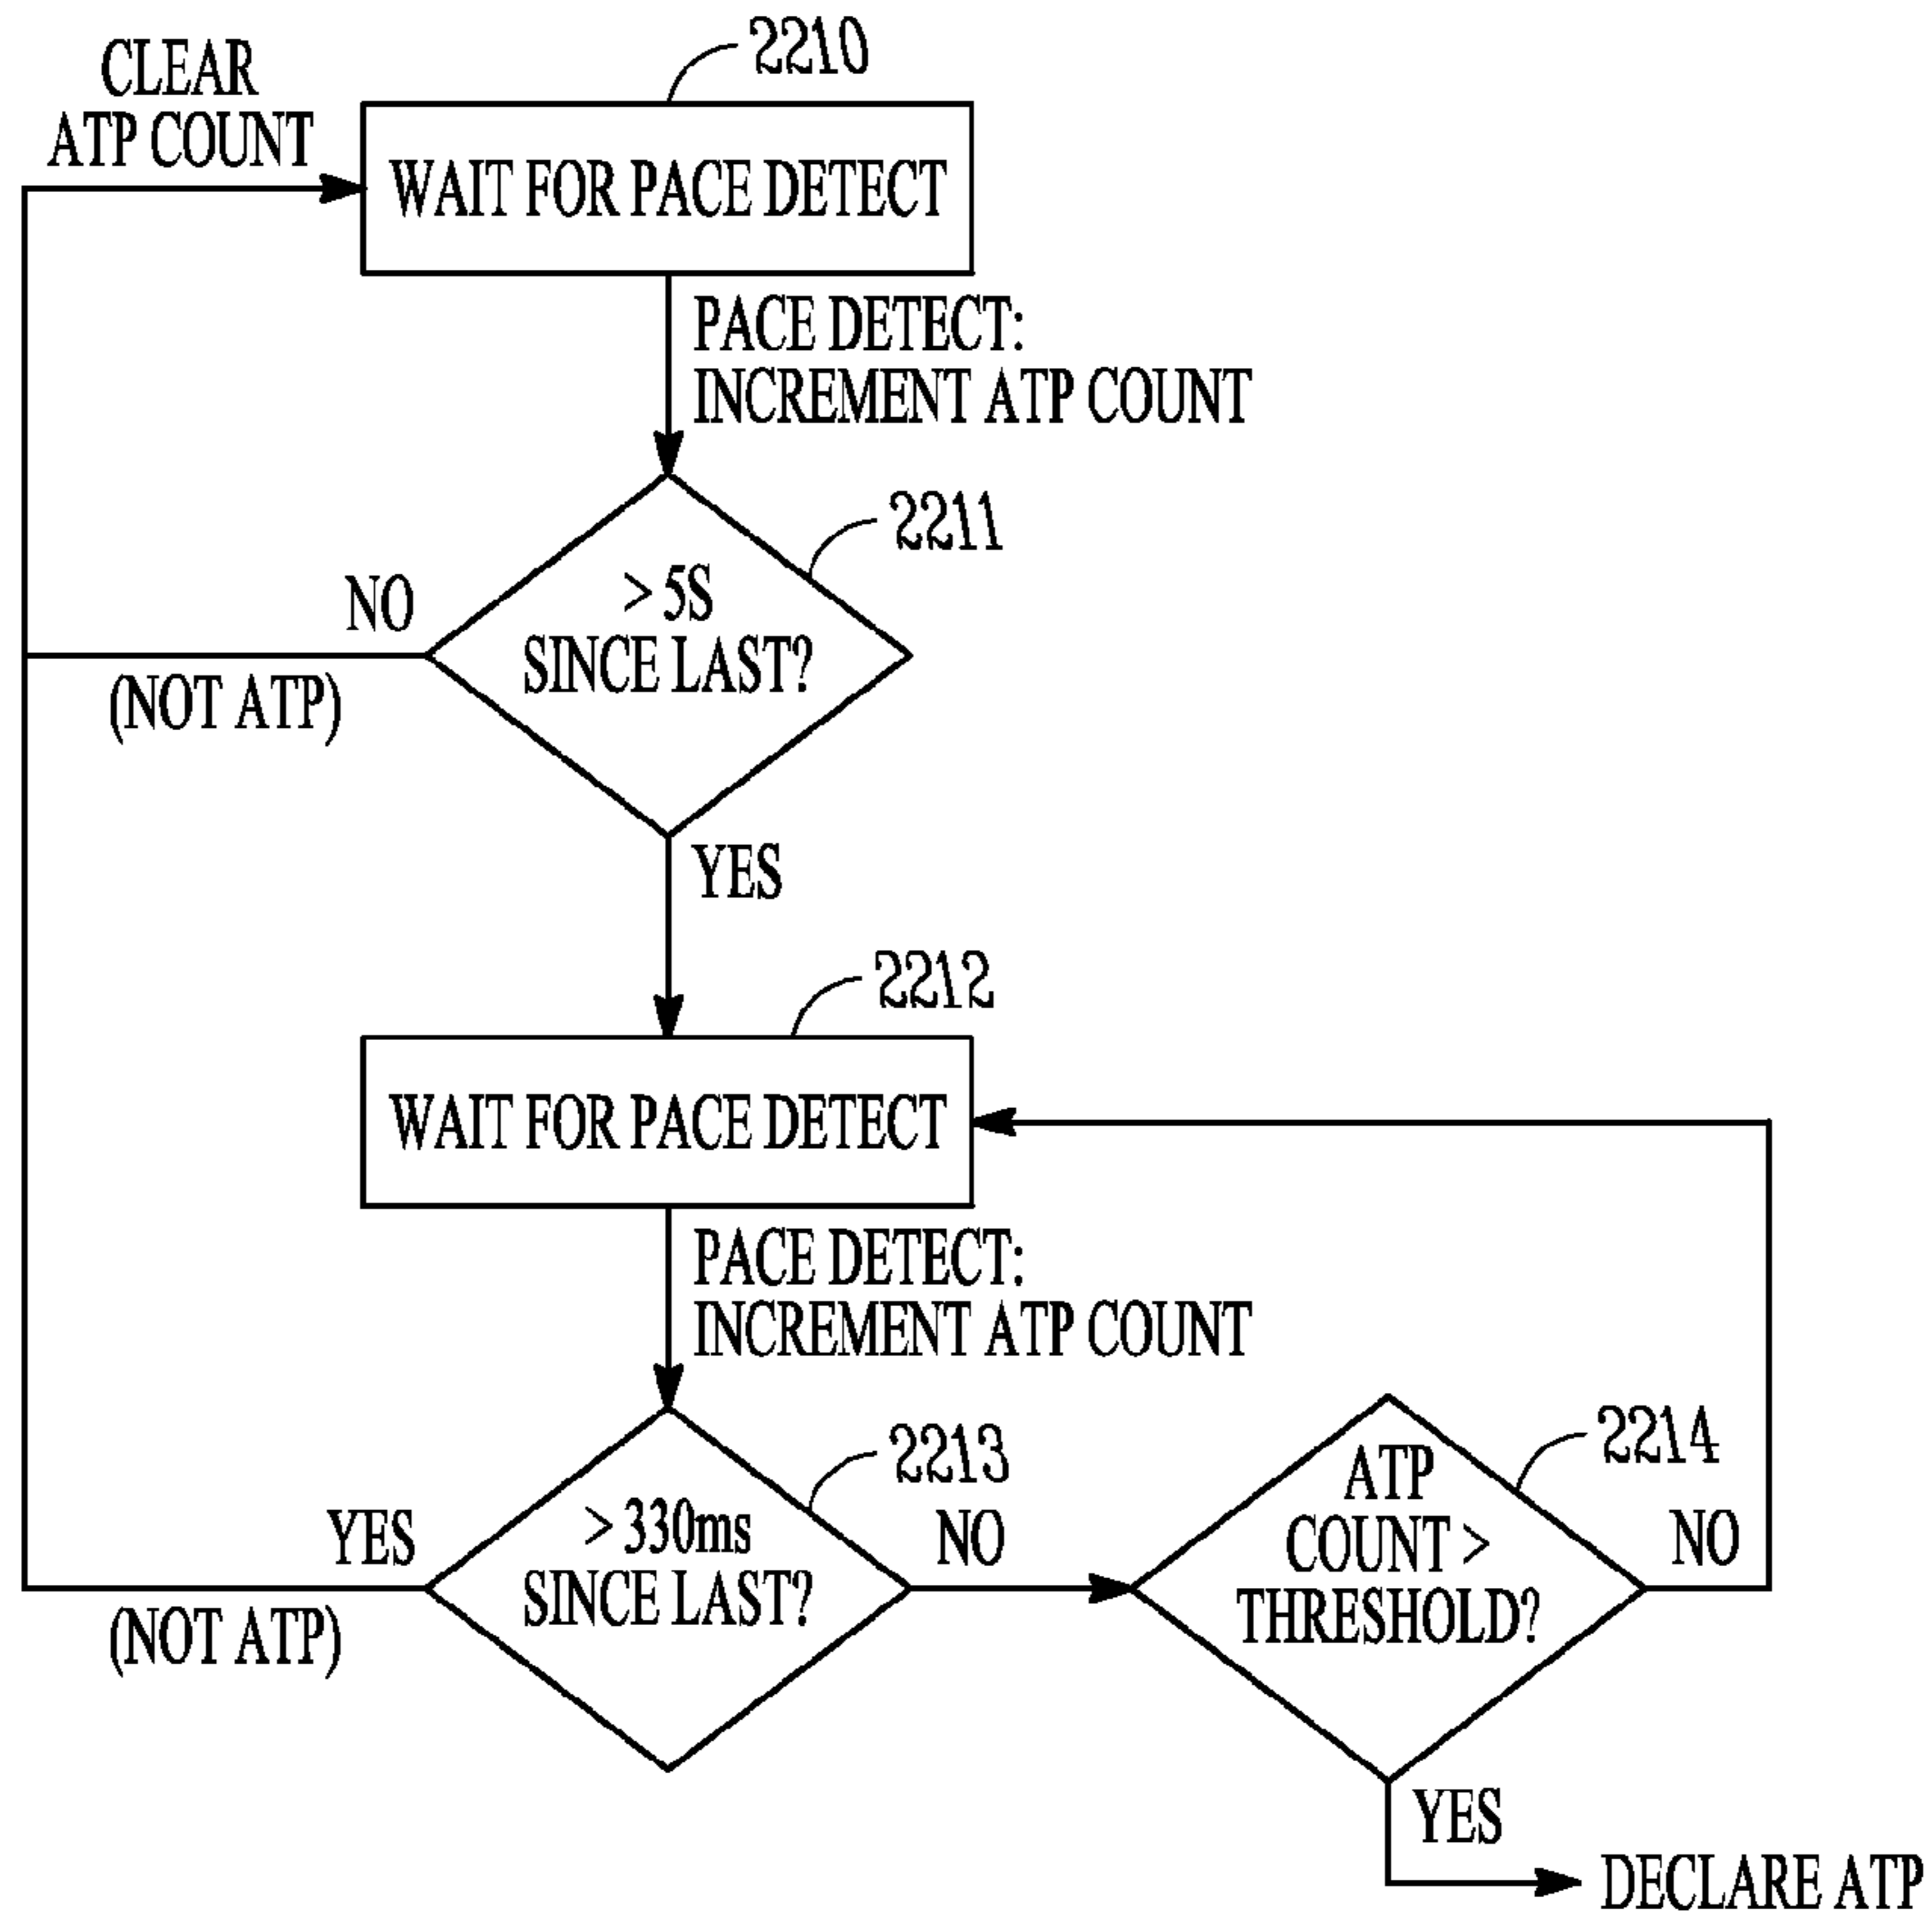 2210
CLEAR
ATP COUNT
WAIT FOR PACE DETECT
PACE DETECT:
INCREMENT ATP COUNT
2211
> 5S
SINCE LAST?
NO
(NOT ATP)
YES
2212
WAIT FOR PACE DETECT
PACE DETECT:
INCREMENT ATP COUNT
2213
> 330ms
SINCE LAST?
YES
(NOT ATP)
NO
2214
ATP
COUNT >
THRESHOLD?
NO
YES
DECLARE ATP